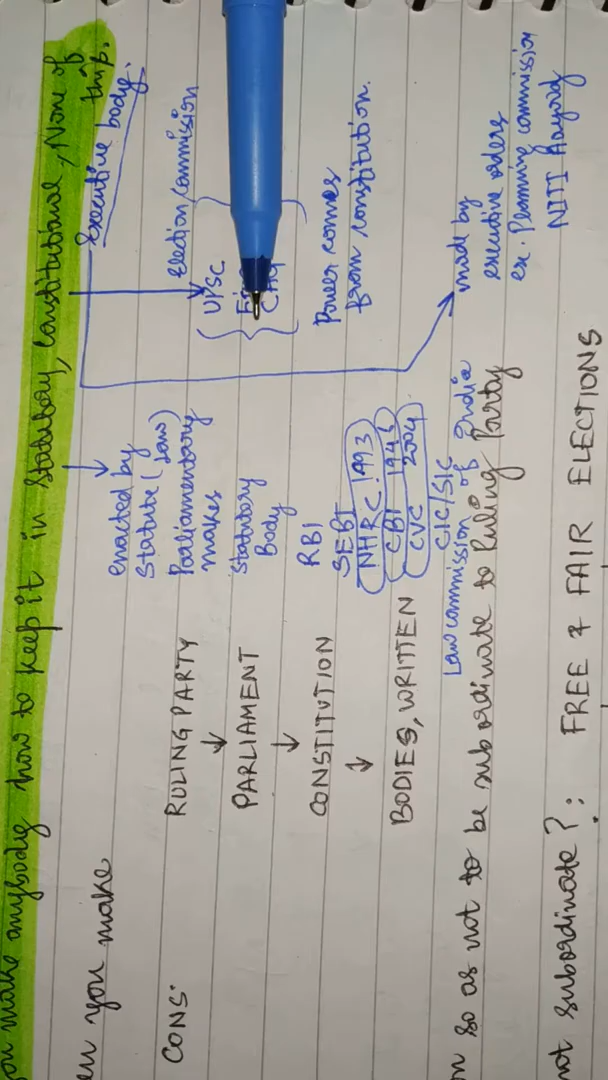 you make anybody how to keep it in Statutory, Constitutional, None of this.
en you make
Executive body.
enacted by
Statute (Law)
Parliamentary
makes
Statutory
Body
RBI
SEBI
NHRC 1993
CBI 1946
CVC 2004
CIC/SIC
Law commission of India
Election Commission
UPSC
Power comes
from constitution.
made by
executive orders
ex. Planning commission
NITI Aayog
CONS
RULING PARTY
↓
PARLIAMENT
↓
CONSTITUTION
↓
BODIES, WRITTEN
n so as not to be subordinate to Ruling Party
not subordinate? : FREE & FAIR ELECTIONS